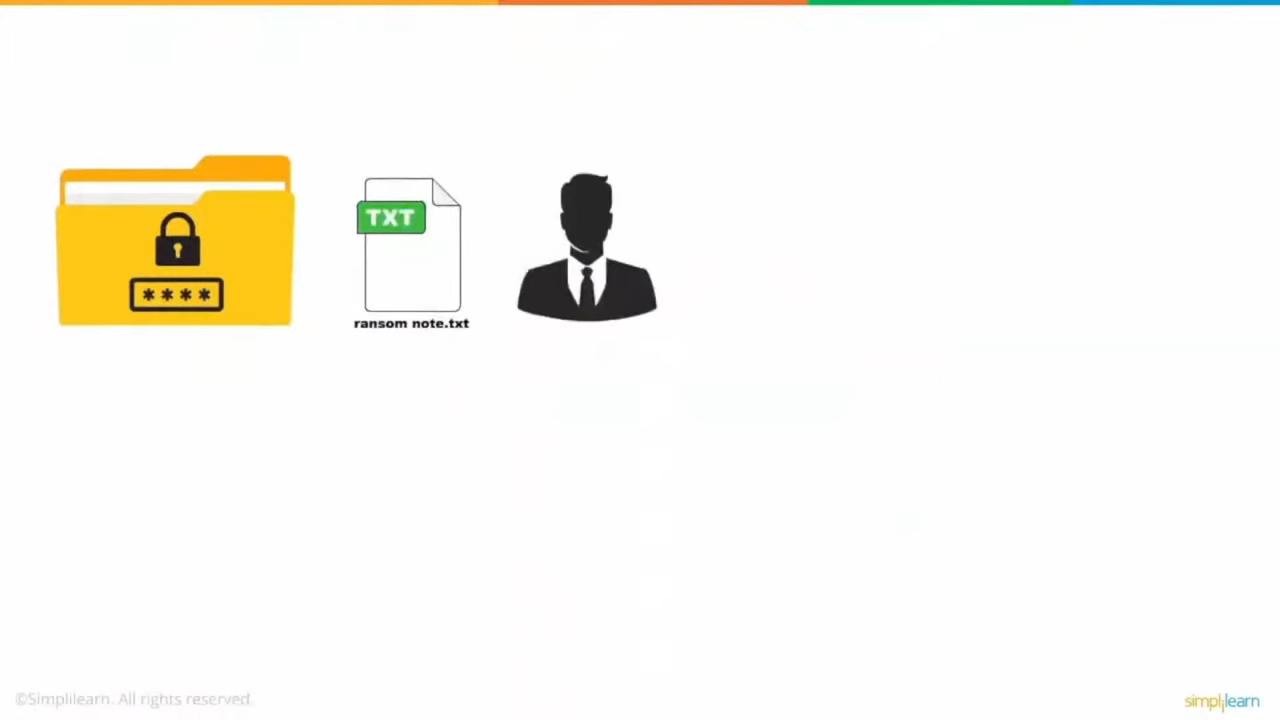 TXT
****
ransom note.txt
©Simplilearn. All rights reserved.
simplilearn